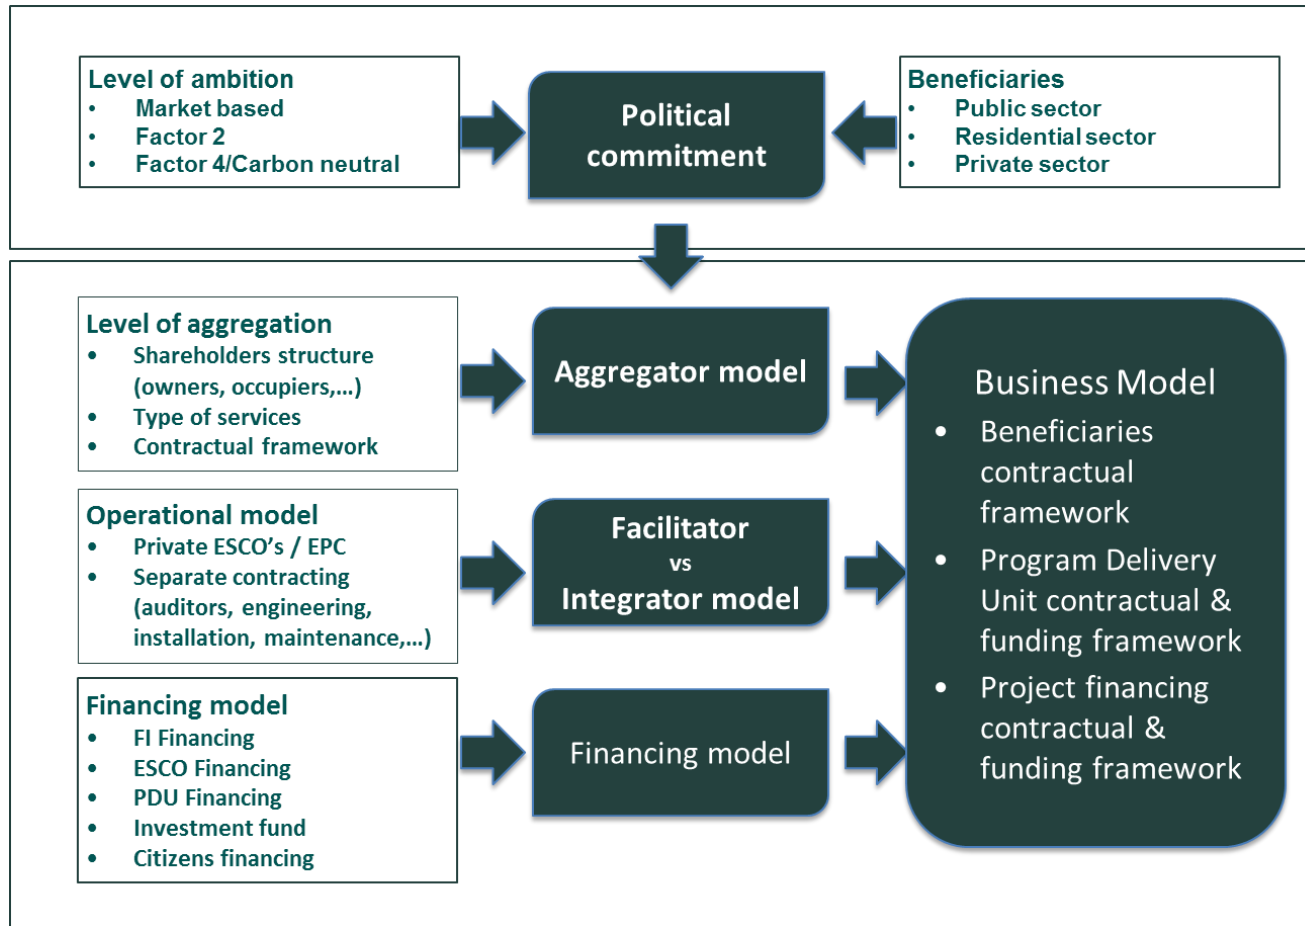 Level of ambition
• Market based
• Factor 2
• Factor 4/Carbon neutral
Political
commitment
Beneficiaries
• Public sector
• Residential sector
• Private sector
Level of aggregation
• Shareholders structure
(owners, occupiers,...)
• Type of services
• Contractual framework
Aggregator model
Operational model
• Private ESCO's / EPC
• Separate contracting
(auditors, engineering,
installation, maintenance,...)
Facilitator
vs
Integrator model
Financing model
• FI Financing
• ESCO Financing
• PDU Financing
• Investment fund
• Citizens financing
Financing model
Business Model
• Beneficiaries
contractual
framework
• Program Delivery
Unit contractual &
funding framework
• Project financing
contractual &
funding framework